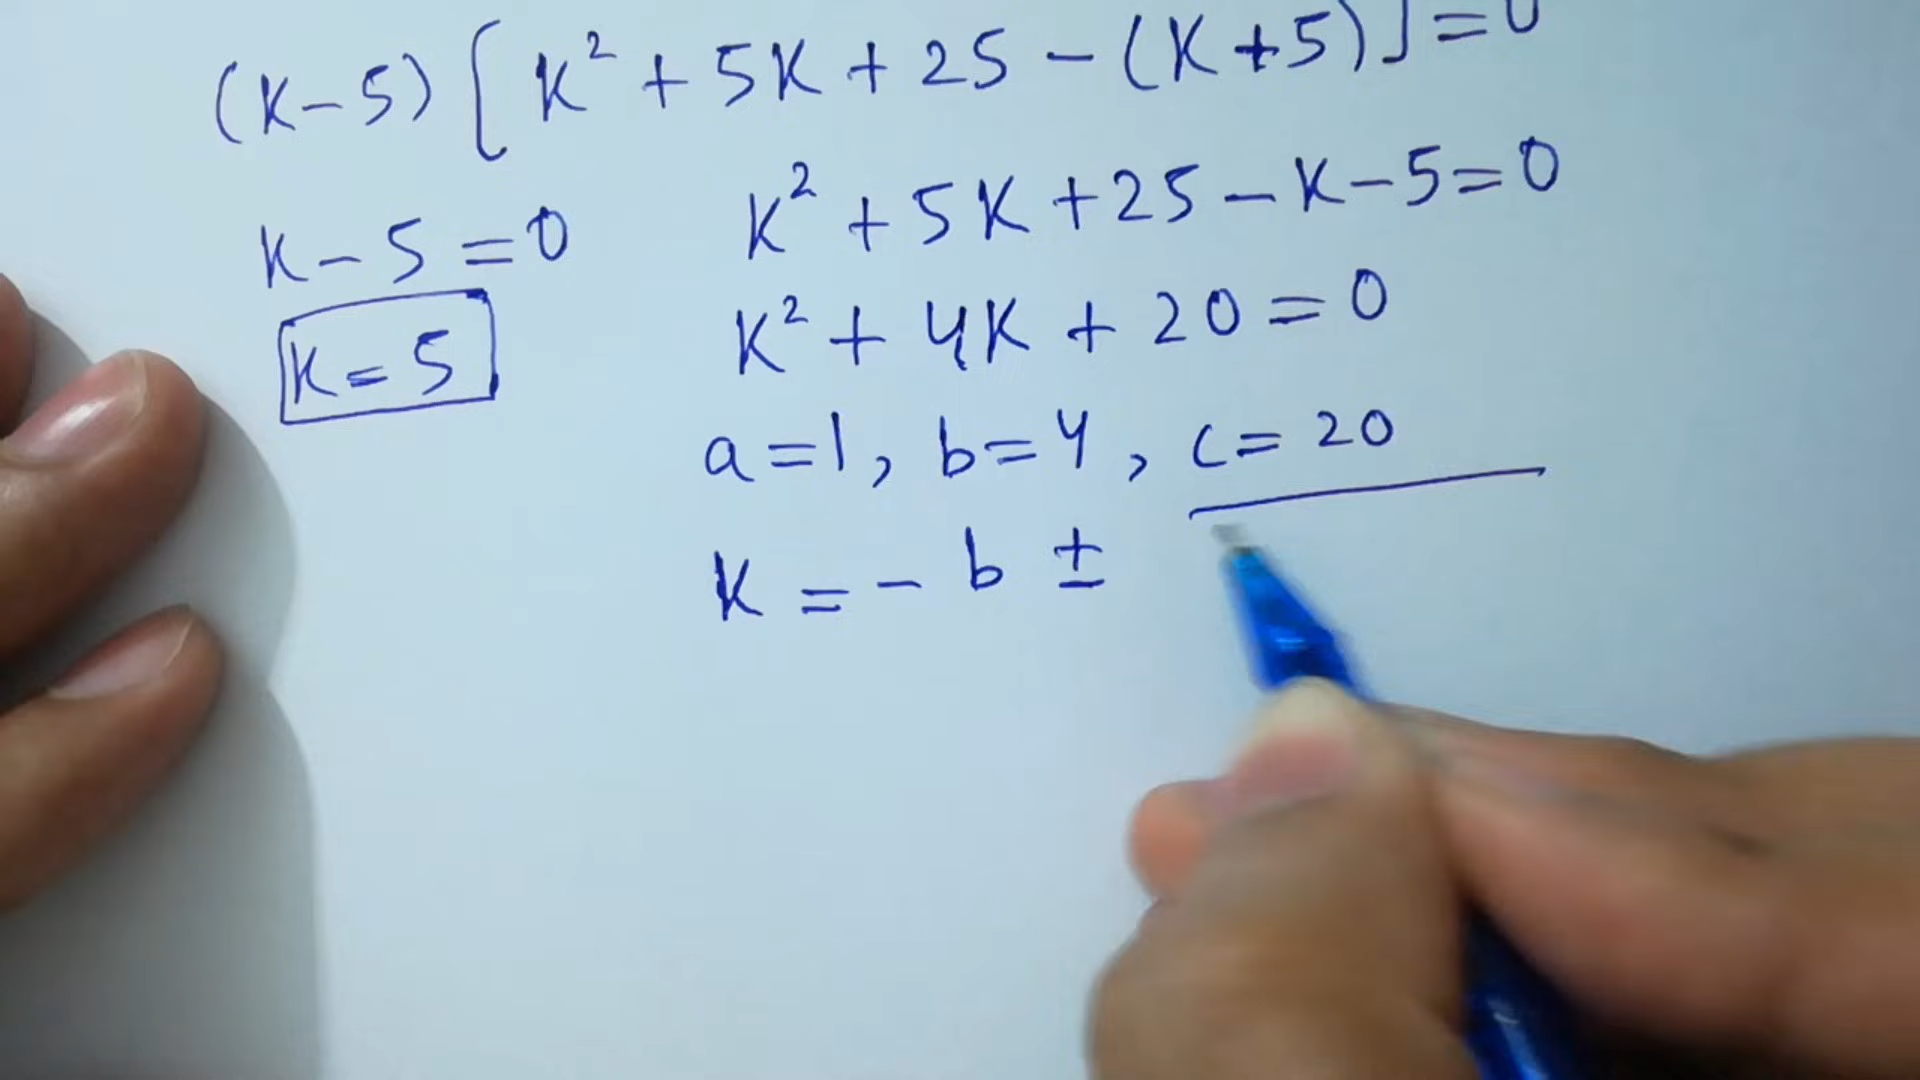 (K-5) [K² + 5K + 25 - (K+5)] = 0
K - 5 = 0
K² + 5K + 25 - K - 5 = 0
K = 5
K² + 4K + 20 = 0
a = 1, b = 4, c = 20
K = - b ±